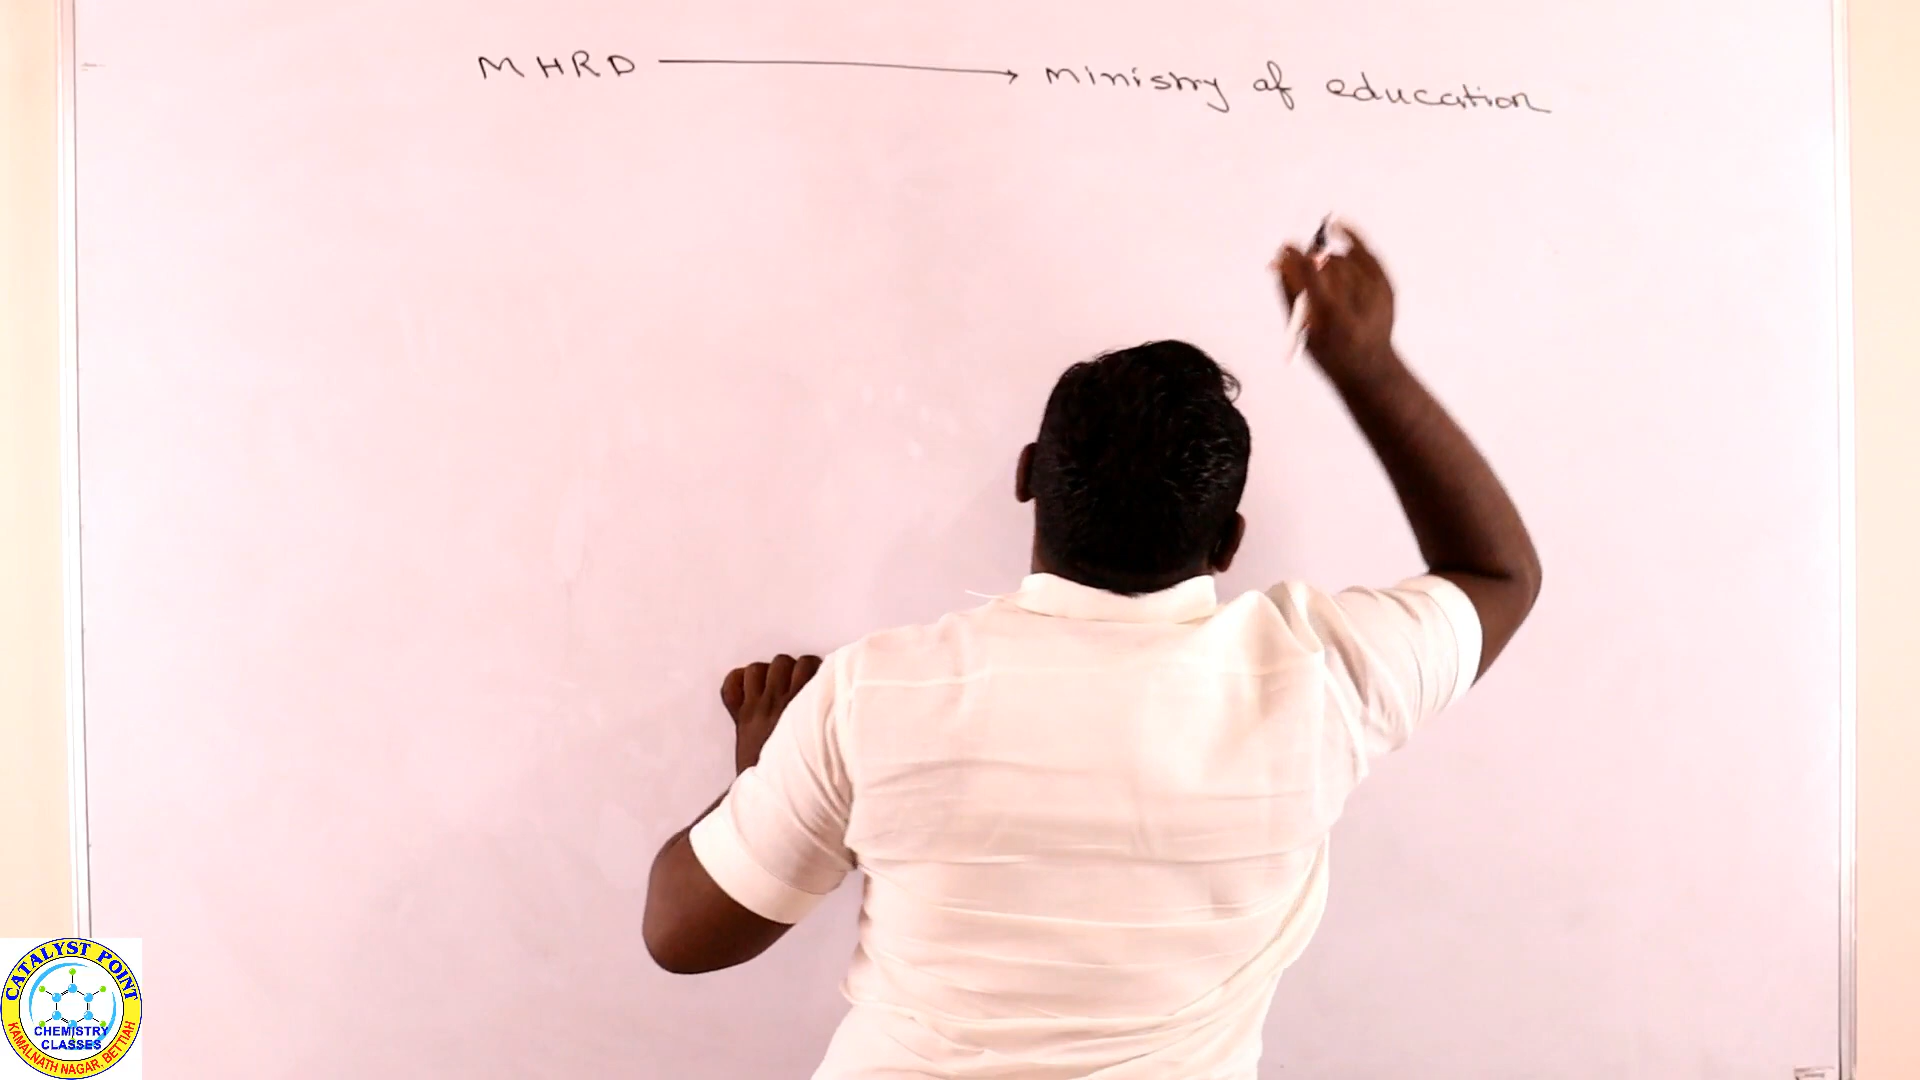 MHRD → ministry of education
CATALYST POINT
CHEMISTRY
CLASSES
KAMALNATH NAGAR, BETTIAH